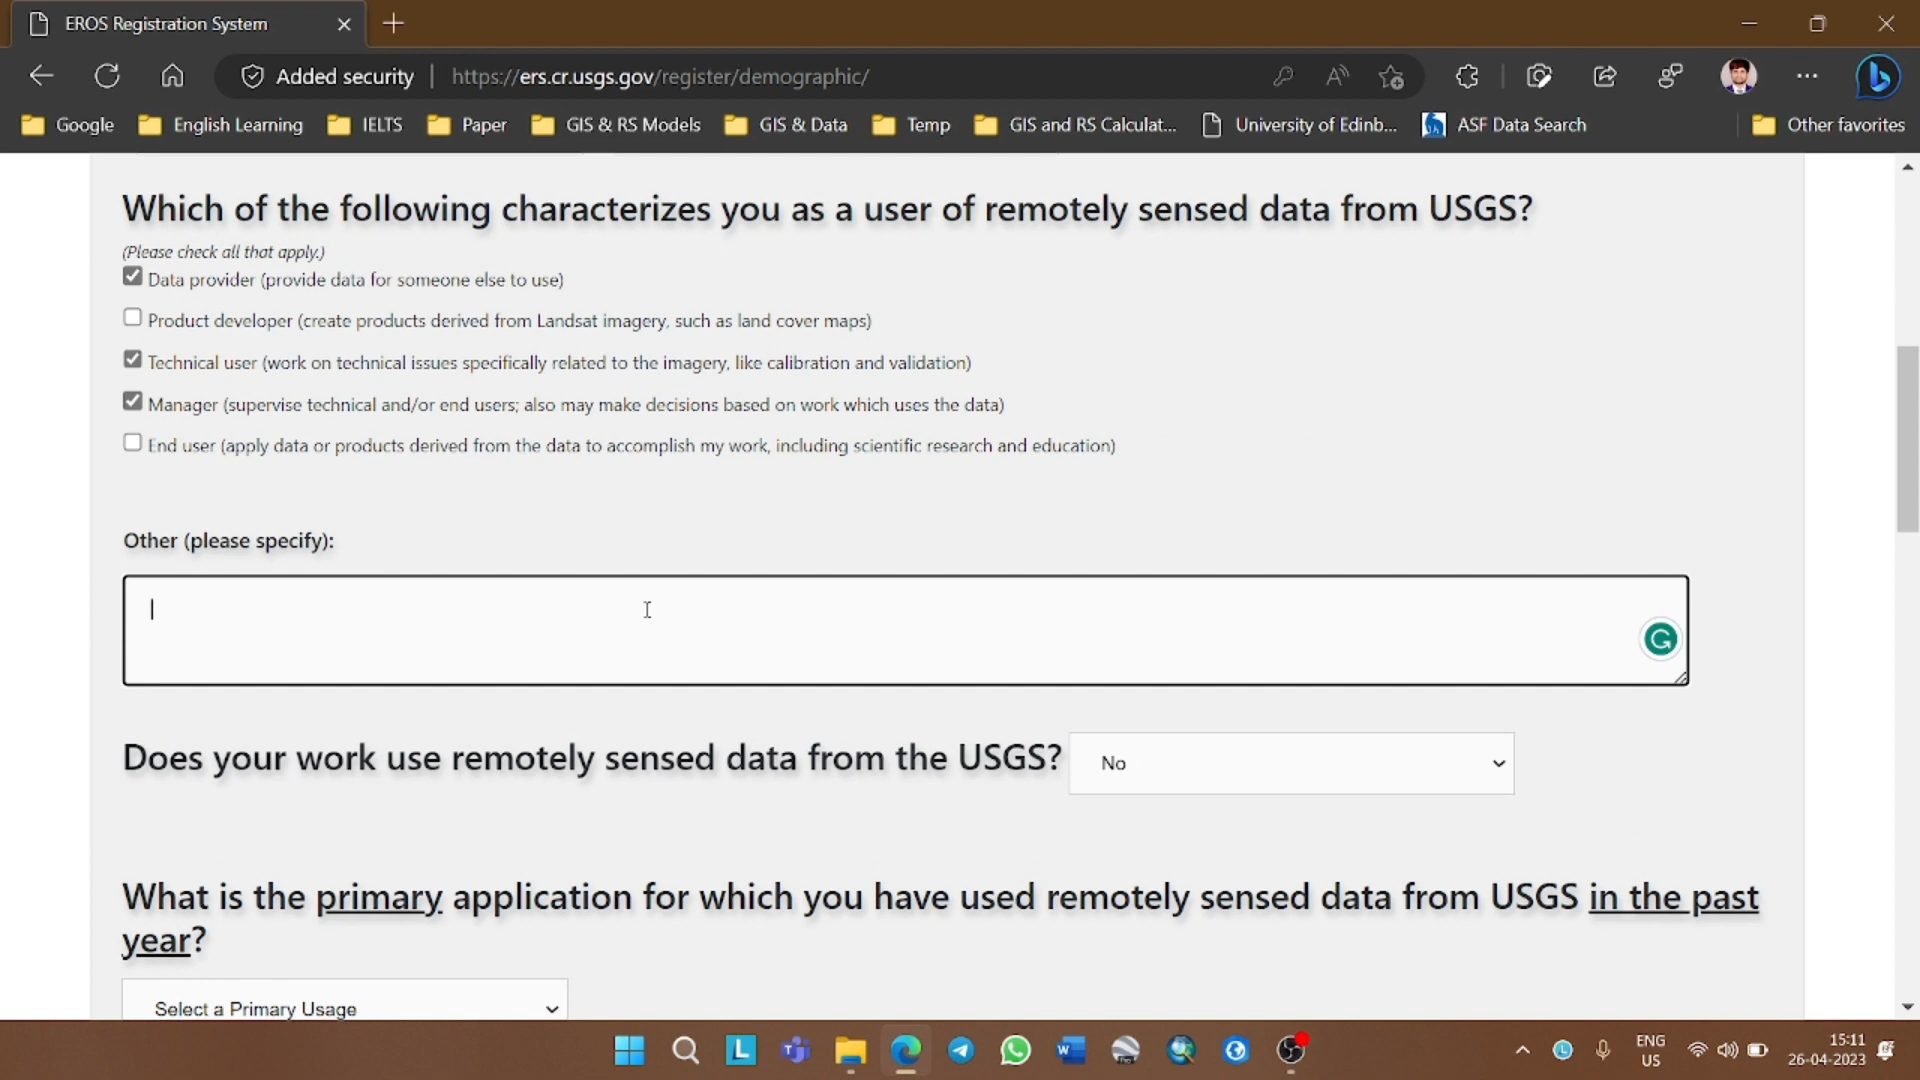 EROS Registration System
Added security
https://ers.cr.usgs.gov/register/demographic/
Google
English Learning
IELTS
Paper
GIS & RS Models
GIS & Data
Temp
GIS and RS Calculat...
University of Edinb...
ASF Data Search
Other favorites
Which of the following characterizes you as a user of remotely sensed data from USGS?
(Please check all that apply.)
Data provider (provide data for someone else to use)
Product developer (create products derived from Landsat imagery, such as land cover maps)
Technical user (work on technical issues specifically related to the imagery, like calibration and validation)
Manager (supervise technical and/or end users; also may make decisions based on work which uses the data)
End user (apply data or products derived from the data to accomplish my work, including scientific research and education)
Other (please specify):
Does your work use remotely sensed data from the USGS?
No
What is the primary application for which you have used remotely sensed data from USGS in the past
year?
Select a Primary Usage
ENG
US
15:11
26-04-2023